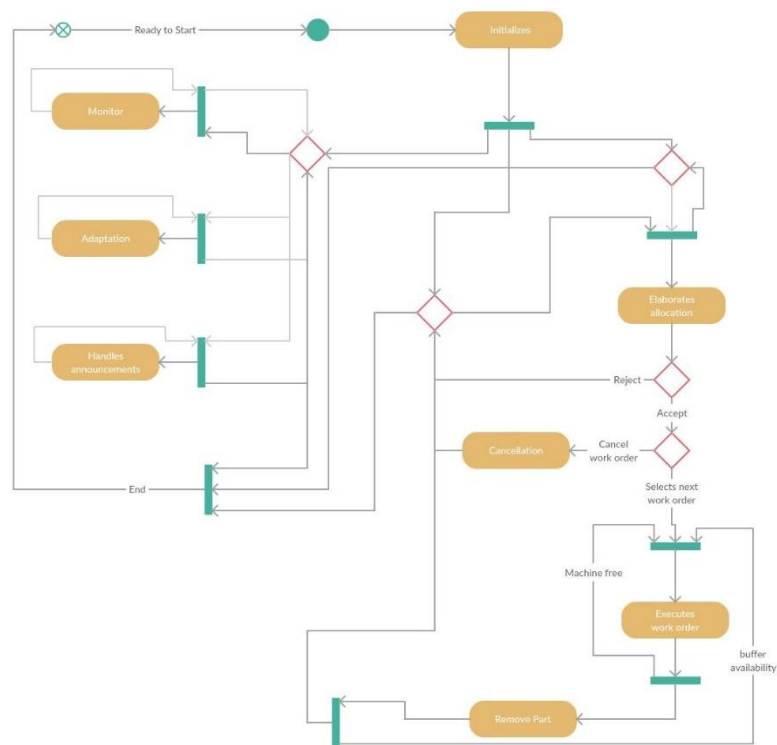 Ready to Start
Initializes
Monitor
Adaptation
Elaborates
allocation
Handles
announcements
Reject
Accept
Cancellation
Cancel
work order
End
Selects next
work order
Machine free
Executes
work order
buffer
availability
Remove Part